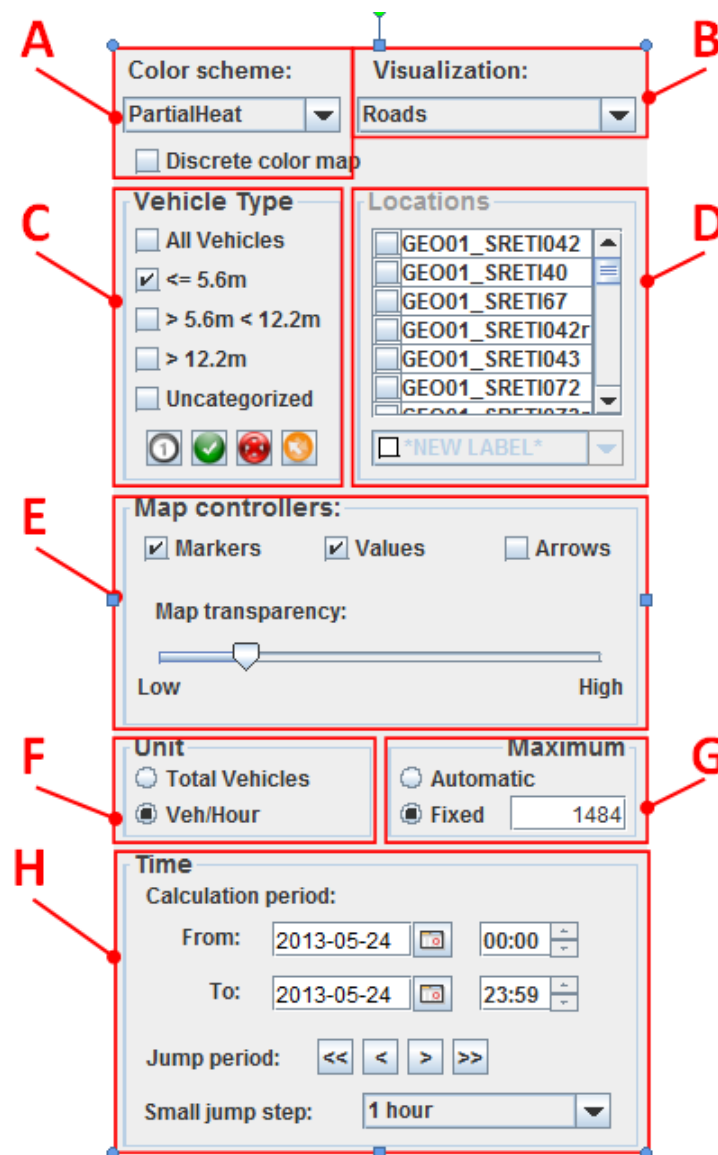 A
B
Color scheme:
Visualization:
PartialHeat
Roads
Discrete color map
C
Vehicle Type
All Vehicles
<= 5.6m
> 5.6m < 12.2m
> 12.2m
Uncategorized
1
D
Locations
GEO01_SRETI042
GEO01_SRETI40
GEO01_SRETI67
GEO01_SRETI042r
GEO01_SRETI043
GEO01_SRETI072
*NEW LABEL*
E
Map controllers:
Markers Values Arrows
Map transparency:
Low High
F
Unit
Total Vehicles
Veh/Hour
G
Maximum
Automatic
Fixed 1484
H
Time
Calculation period:
From: 2013-05-24 00:00
To: 2013-05-24 23:59
Jump period: << < > >>
Small jump step: 1 hour